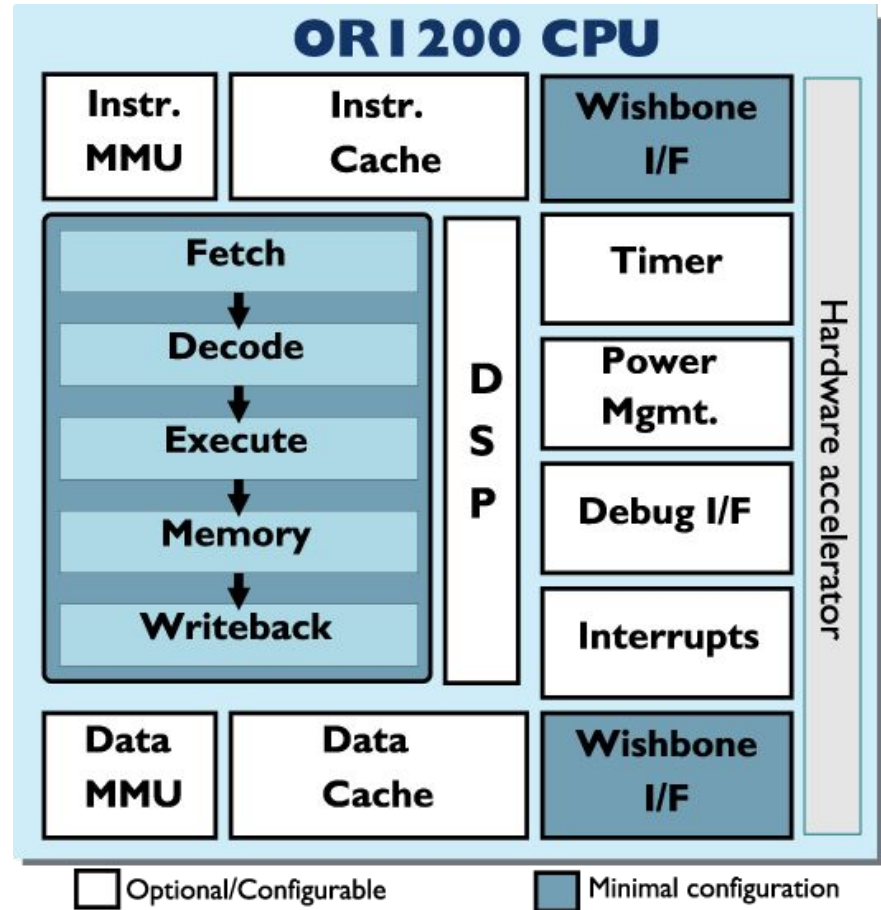 OR1200 CPU
Instr.
MMU
Instr.
Cache
Wishbone
I/F
Fetch
Decode
Execute
Memory
Writeback
D
S
P
Timer
Power
Mgmt.
Debug I/F
Interrupts
Hardware accelerator
Data
MMU
Data
Cache
Wishbone
I/F
Optional/Configurable
Minimal configuration